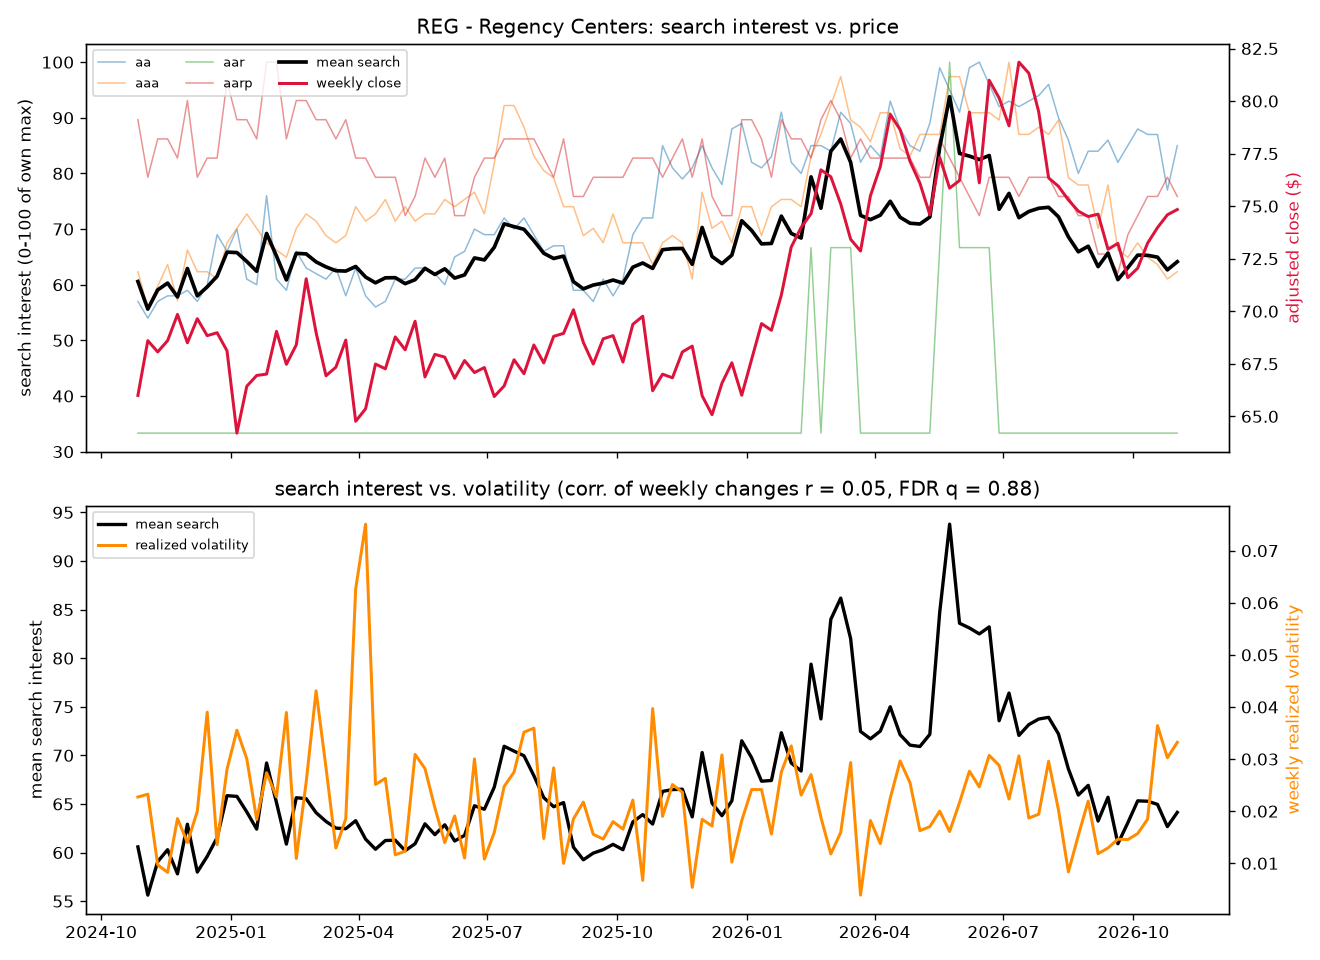 REG - Regency Centers: search interest vs. price
aa
aaa
aar
aarp
mean search
weekly close
search interest (0-100 of own max)
100
90
80
70
60
50
40
30
82.5
80.0
77.5
75.0
72.5
70.0
67.5
65.0
adjusted close ($)
search interest vs. volatility (corr. of weekly changes r = 0.05, FDR q = 0.88)
mean search
realized volatility
mean search interest
95
90
85
80
75
70
65
60
55
0.07
0.06
0.05
0.04
0.03
0.02
0.01
weekly realized volatility
2024-10
2025-01
2025-04
2025-07
2025-10
2026-01
2026-04
2026-07
2026-10